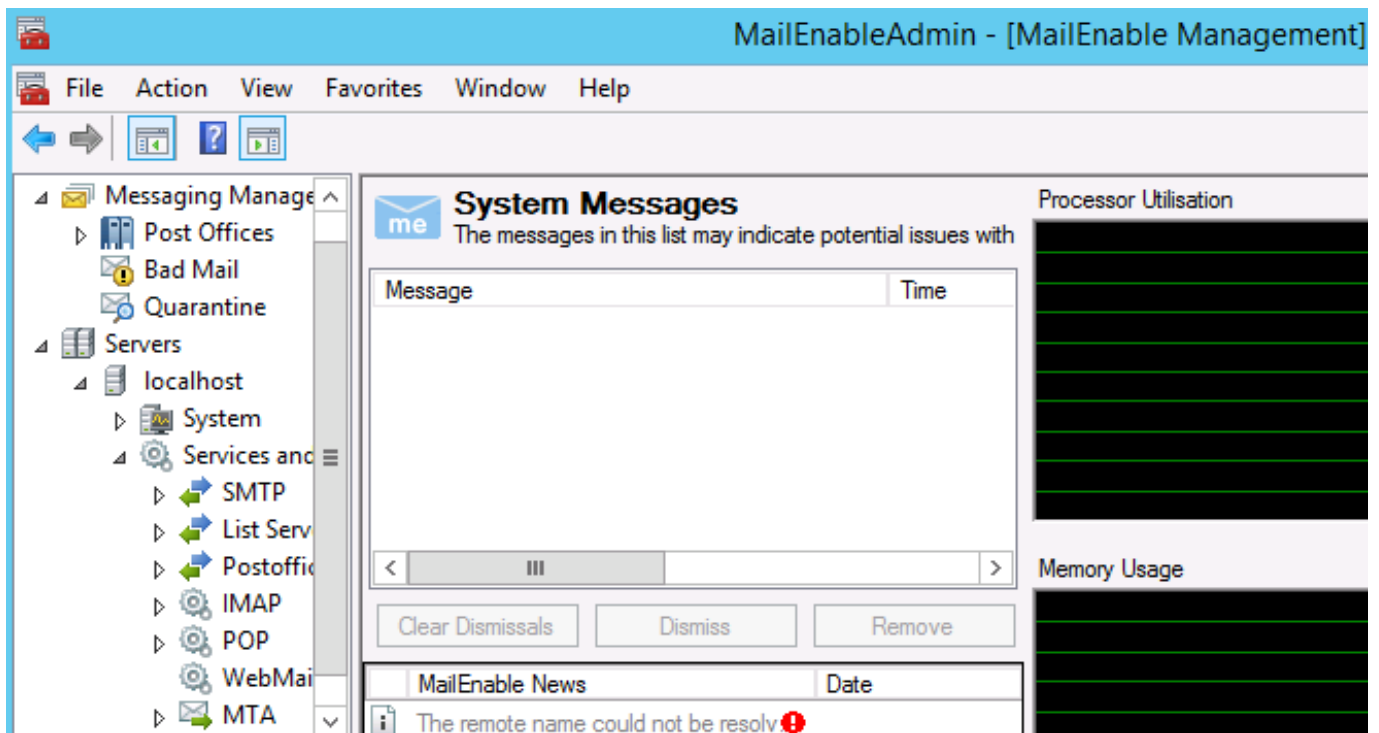 MailEnableAdmin - [MailEnable Management]
File Action View Favorites Window Help
Messaging Manage
Post Offices
Bad Mail
Quarantine
Servers
localhost
System
Services and
SMTP
List Serv
Postoffic
IMAP
POP
WebMai
MTA
me
System Messages
The messages in this list may indicate potential issues with
Message Time
Clear Dismissals Dismiss Remove
MailEnable News Date
The remote name could not be resolv
Processor Utilisation
Memory Usage